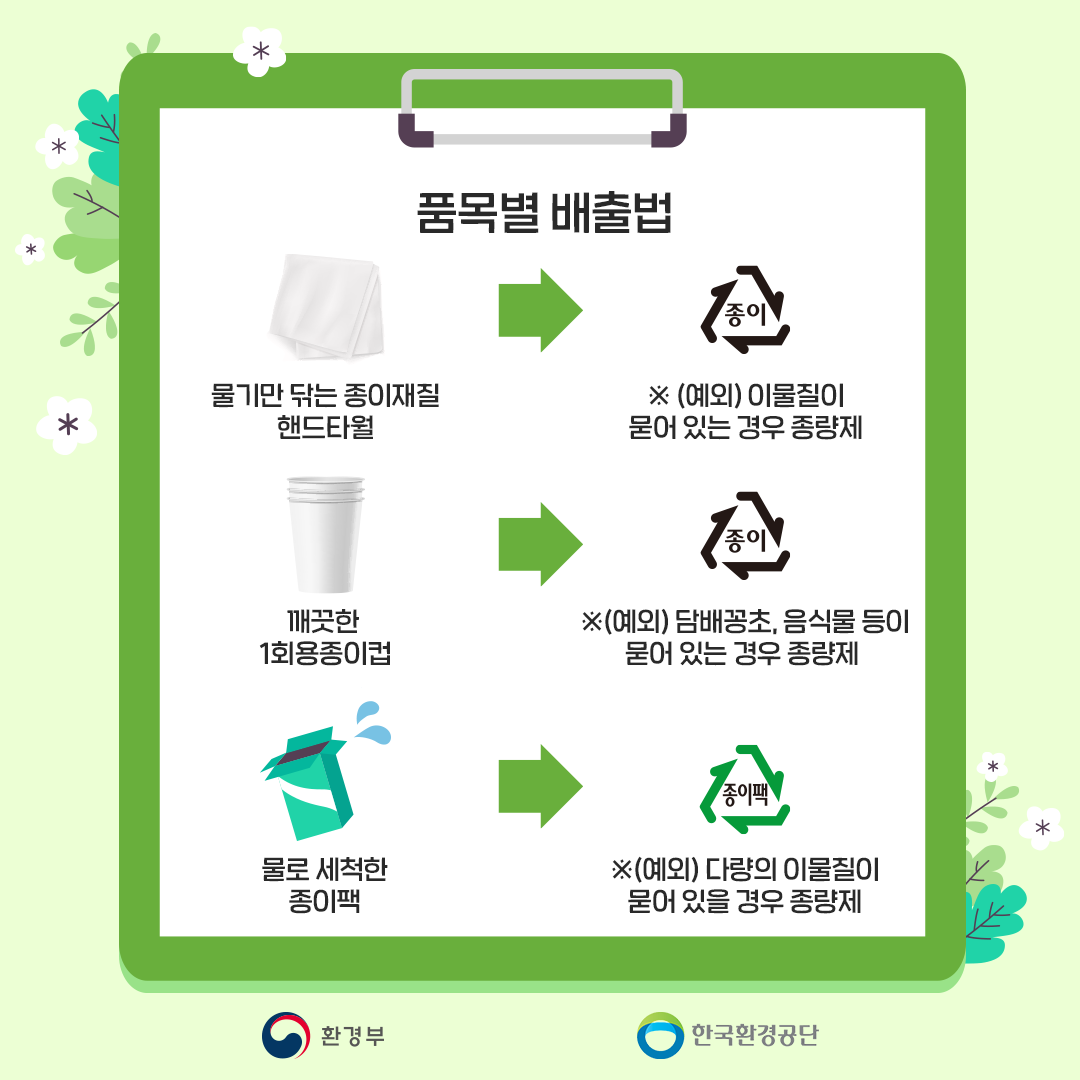 품목별 배출법
종이
물기만 닦는 종이재질
핸드타월
※ (예외) 이물질이
묻어 있는 경우 종량제
종이
깨끗한
1회용종이컵
※(예외) 담배꽁초, 음식물 등이
묻어 있는 경우 종량제
종이팩
물로 세척한
종이팩
※(예외) 다량의 이물질이
묻어 있을 경우 종량제
환경부
한국환경공단